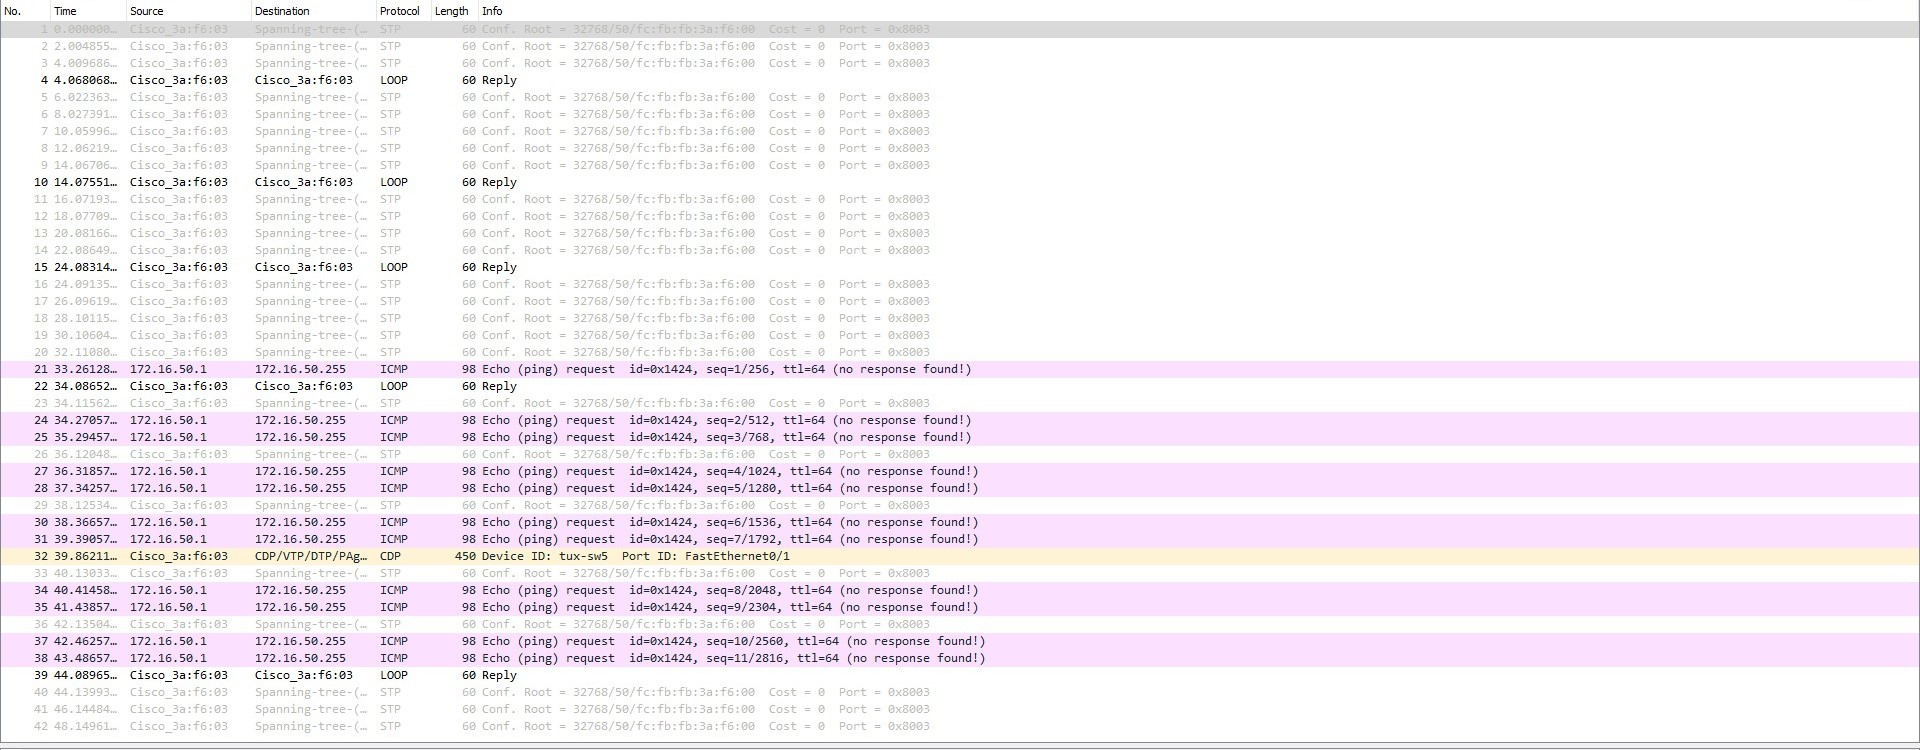 No. Time Source Destination Protocol Length Info
1 0.000000… Cisco_3a:f6:03 Spanning-tree-(… STP 60 Conf. Root = 32768/50/fc:fb:fb:3a:f6:00 Cost = 0 Port = 0x8003
2 2.004855… Cisco_3a:f6:03 Spanning-tree-(… STP 60 Conf. Root = 32768/50/fc:fb:fb:3a:f6:00 Cost = 0 Port = 0x8003
3 4.009686… Cisco_3a:f6:03 Spanning-tree-(… STP 60 Conf. Root = 32768/50/fc:fb:fb:3a:f6:00 Cost = 0 Port = 0x8003
4 4.068068… Cisco_3a:f6:03 Cisco_3a:f6:03 LOOP 60 Reply
5 6.022363… Cisco_3a:f6:03 Spanning-tree-(… STP 60 Conf. Root = 32768/50/fc:fb:fb:3a:f6:00 Cost = 0 Port = 0x8003
6 8.027391… Cisco_3a:f6:03 Spanning-tree-(… STP 60 Conf. Root = 32768/50/fc:fb:fb:3a:f6:00 Cost = 0 Port = 0x8003
7 10.05996… Cisco_3a:f6:03 Spanning-tree-(… STP 60 Conf. Root = 32768/50/fc:fb:fb:3a:f6:00 Cost = 0 Port = 0x8003
8 12.06219… Cisco_3a:f6:03 Spanning-tree-(… STP 60 Conf. Root = 32768/50/fc:fb:fb:3a:f6:00 Cost = 0 Port = 0x8003
9 14.06706… Cisco_3a:f6:03 Spanning-tree-(… STP 60 Conf. Root = 32768/50/fc:fb:fb:3a:f6:00 Cost = 0 Port = 0x8003
10 14.07551… Cisco_3a:f6:03 Cisco_3a:f6:03 LOOP 60 Reply
11 16.07193… Cisco_3a:f6:03 Spanning-tree-(… STP 60 Conf. Root = 32768/50/fc:fb:fb:3a:f6:00 Cost = 0 Port = 0x8003
12 18.07709… Cisco_3a:f6:03 Spanning-tree-(… STP 60 Conf. Root = 32768/50/fc:fb:fb:3a:f6:00 Cost = 0 Port = 0x8003
13 20.08166… Cisco_3a:f6:03 Spanning-tree-(… STP 60 Conf. Root = 32768/50/fc:fb:fb:3a:f6:00 Cost = 0 Port = 0x8003
14 22.08649… Cisco_3a:f6:03 Spanning-tree-(… STP 60 Conf. Root = 32768/50/fc:fb:fb:3a:f6:00 Cost = 0 Port = 0x8003
15 24.08314… Cisco_3a:f6:03 Cisco_3a:f6:03 LOOP 60 Reply
16 24.09135… Cisco_3a:f6:03 Spanning-tree-(… STP 60 Conf. Root = 32768/50/fc:fb:fb:3a:f6:00 Cost = 0 Port = 0x8003
17 26.09619… Cisco_3a:f6:03 Spanning-tree-(… STP 60 Conf. Root = 32768/50/fc:fb:fb:3a:f6:00 Cost = 0 Port = 0x8003
18 28.10115… Cisco_3a:f6:03 Spanning-tree-(… STP 60 Conf. Root = 32768/50/fc:fb:fb:3a:f6:00 Cost = 0 Port = 0x8003
19 30.10604… Cisco_3a:f6:03 Spanning-tree-(… STP 60 Conf. Root = 32768/50/fc:fb:fb:3a:f6:00 Cost = 0 Port = 0x8003
20 32.11080… Cisco_3a:f6:03 Spanning-tree-(… STP 60 Conf. Root = 32768/50/fc:fb:fb:3a:f6:00 Cost = 0 Port = 0x8003
21 33.26128… 172.16.50.1 172.16.50.255 ICMP 98 Echo (ping) request id=0x1424, seq=1/256, ttl=64 (no response found!)
22 34.08652… Cisco_3a:f6:03 Cisco_3a:f6:03 LOOP 60 Reply
23 34.11562… Cisco_3a:f6:03 Spanning-tree-(… STP 60 Conf. Root = 32768/50/fc:fb:fb:3a:f6:00 Cost = 0 Port = 0x8003
24 34.27057… 172.16.50.1 172.16.50.255 ICMP 98 Echo (ping) request id=0x1424, seq=2/512, ttl=64 (no response found!)
25 35.29457… 172.16.50.1 172.16.50.255 ICMP 98 Echo (ping) request id=0x1424, seq=3/768, ttl=64 (no response found!)
26 36.12048… Cisco_3a:f6:03 Spanning-tree-(… STP 60 Conf. Root = 32768/50/fc:fb:fb:3a:f6:00 Cost = 0 Port = 0x8003
27 36.31857… 172.16.50.1 172.16.50.255 ICMP 98 Echo (ping) request id=0x1424, seq=4/1024, ttl=64 (no response found!)
28 37.34257… 172.16.50.1 172.16.50.255 ICMP 98 Echo (ping) request id=0x1424, seq=5/1280, ttl=64 (no response found!)
29 38.12534… Cisco_3a:f6:03 Spanning-tree-(… STP 60 Conf. Root = 32768/50/fc:fb:fb:3a:f6:00 Cost = 0 Port = 0x8003
30 38.36657… 172.16.50.1 172.16.50.255 ICMP 98 Echo (ping) request id=0x1424, seq=6/1536, ttl=64 (no response found!)
31 39.39057… 172.16.50.1 172.16.50.255 ICMP 98 Echo (ping) request id=0x1424, seq=7/1792, ttl=64 (no response found!)
32 39.86211… Cisco_3a:f6:03 CDP/VTP/DTP/PAg… CDP 450 Device ID: tux-sw5 Port ID: FastEthernet0/1
33 40.13033… Cisco_3a:f6:03 Spanning-tree-(… STP 60 Conf. Root = 32768/50/fc:fb:fb:3a:f6:00 Cost = 0 Port = 0x8003
34 40.41458… 172.16.50.1 172.16.50.255 ICMP 98 Echo (ping) request id=0x1424, seq=8/2048, ttl=64 (no response found!)
35 41.43857… 172.16.50.1 172.16.50.255 ICMP 98 Echo (ping) request id=0x1424, seq=9/2304, ttl=64 (no response found!)
36 42.13504… Cisco_3a:f6:03 Spanning-tree-(… STP 60 Conf. Root = 32768/50/fc:fb:fb:3a:f6:00 Cost = 0 Port = 0x8003
37 42.46257… 172.16.50.1 172.16.50.255 ICMP 98 Echo (ping) request id=0x1424, seq=10/2560, ttl=64 (no response found!)
38 43.48657… 172.16.50.1 172.16.50.255 ICMP 98 Echo (ping) request id=0x1424, seq=11/2816, ttl=64 (no response found!)
39 44.08965… Cisco_3a:f6:03 Cisco_3a:f6:03 LOOP 60 Reply
40 44.13993… Cisco_3a:f6:03 Spanning-tree-(… STP 60 Conf. Root = 32768/50/fc:fb:fb:3a:f6:00 Cost = 0 Port = 0x8003
41 46.14484… Cisco_3a:f6:03 Spanning-tree-(… STP 60 Conf. Root = 32768/50/fc:fb:fb:3a:f6:00 Cost = 0 Port = 0x8003
42 48.14961… Cisco_3a:f6:03 Spanning-tree-(… STP 60 Conf. Root = 32768/50/fc:fb:fb:3a:f6:00 Cost = 0 Port = 0x8003